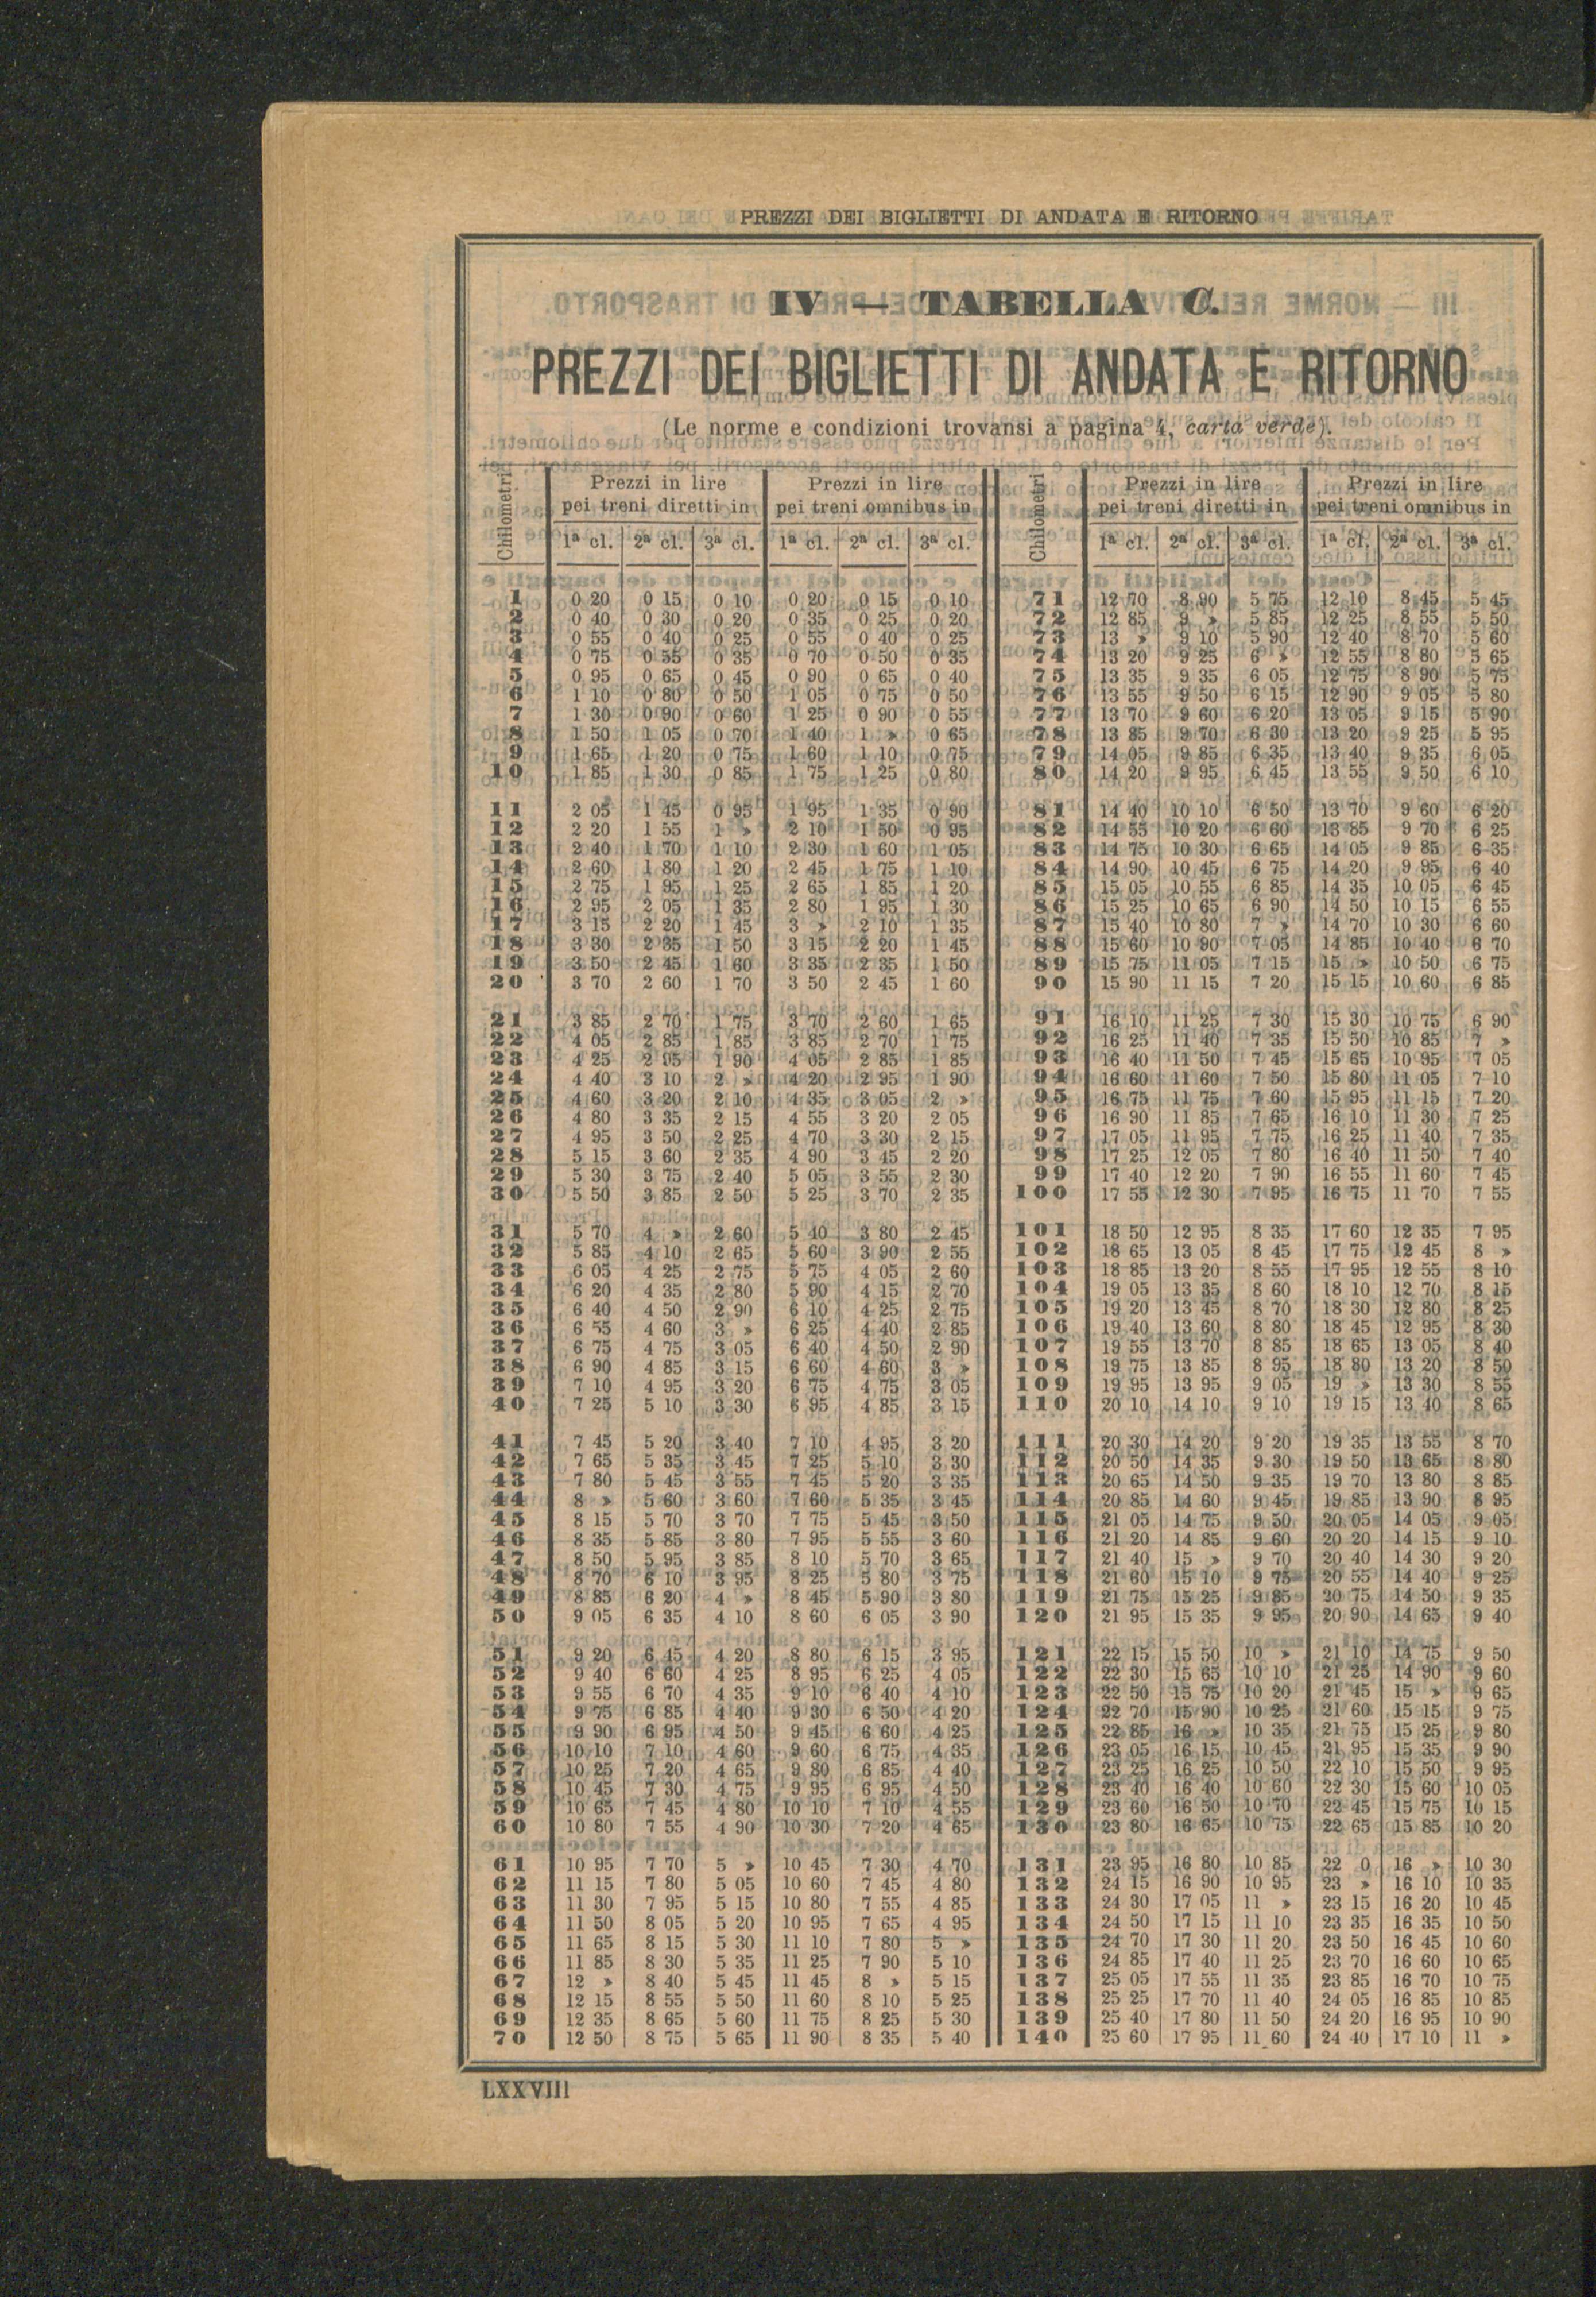 PREZZI DEI BIGLIETTI DI ANDATA E RITORNO
IV — TABELLA C.
PREZZI DEI BIGLIETTI DI ANDATA E RITORNO
(Le norme e condizioni trovansi a pagina 4, carta verde).
Chilometri Prezzi in lire pei treni diretti in Prezzi in lire pei treni omnibus in Chilometri Prezzi in lire pei treni diretti in Prezzi in lire pei treni omnibus in
1ª cl. 2ª cl. 3ª cl. 1ª cl. 2ª cl. 3ª cl. 1ª cl. 2ª cl. 3ª cl. 1ª cl. 2ª cl. 3ª cl.
1 0 20 0 15 0 10 0 20 0 15 0 10 71 12 70 8 90 5 75 12 10 8 45 5 45
2 0 40 0 30 0 20 0 35 0 25 0 20 72 12 85 9 » 5 85 12 25 8 55 5 50
3 0 55 0 40 0 25 0 55 0 40 0 25 73 13 » 9 10 5 90 12 40 8 70 5 60
4 0 75 0 55 0 35 0 70 0 50 0 35 74 13 20 9 25 6 » 12 55 8 80 5 65
5 0 95 0 65 0 45 0 90 0 65 0 40 75 13 35 9 35 6 05 12 75 8 90 5 75
6 1 10 0 80 0 50 1 05 0 75 0 50 76 13 55 9 50 6 15 12 90 9 05 5 80
7 1 30 0 90 0 60 1 25 0 90 0 55 77 13 70 9 60 6 20 13 05 9 15 5 90
8 1 50 1 05 0 70 1 40 1 » 0 65 78 13 85 9 70 6 30 13 20 9 25 5 95
9 1 65 1 20 0 75 1 60 1 10 0 75 79 14 05 9 85 6 35 13 40 9 35 6 05
10 1 85 1 30 0 85 1 75 1 25 0 80 80 14 20 9 95 6 45 13 55 9 50 6 10
11 2 05 1 45 0 95 1 95 1 35 0 90 81 14 40 10 10 6 50 13 70 9 60 6 20
12 2 20 1 55 1 » 2 10 1 50 0 95 82 14 55 10 20 6 60 13 85 9 70 6 25
13 2 40 1 70 1 10 2 30 1 60 1 05 83 14 75 10 30 6 65 14 05 9 85 6 35
14 2 60 1 80 1 20 2 45 1 75 1 10 84 14 90 10 45 6 75 14 20 9 95 6 40
15 2 75 1 95 1 25 2 65 1 85 1 20 85 15 05 10 55 6 85 14 35 10 05 6 45
16 2 95 2 05 1 35 2 80 1 95 1 30 86 15 25 10 65 6 90 14 50 10 15 6 55
17 3 15 2 20 1 45 3 » 2 10 1 35 87 15 40 10 80 7 » 14 70 10 30 6 60
18 3 30 2 35 1 50 3 15 2 20 1 45 88 15 60 10 90 7 05 14 85 10 40 6 70
19 3 50 2 45 1 60 3 35 2 35 1 50 89 15 75 11 05 7 15 15 » 10 50 6 75
20 3 70 2 60 1 70 3 50 2 45 1 60 90 15 90 11 15 7 20 15 15 10 60 6 85
21 3 85 2 70 1 75 3 70 2 60 1 65 91 16 10 11 25 7 30 15 30 10 75 6 90
22 4 05 2 85 1 85 3 85 2 70 1 75 92 16 25 11 40 7 35 15 50 10 85 7 »
23 4 25 2 95 1 90 4 05 2 85 1 85 93 16 40 11 50 7 45 15 65 10 95 7 05
24 4 40 3 10 2 » 4 20 2 95 1 90 94 16 60 11 60 7 50 15 80 11 05 7 10
25 4 60 3 20 2 10 4 35 3 05 2 » 95 16 75 11 75 7 60 15 95 11 15 7 20
26 4 80 3 35 2 15 4 55 3 20 2 05 96 16 90 11 85 7 65 16 10 11 30 7 25
27 4 95 3 50 2 25 4 70 3 30 2 15 97 17 05 11 95 7 75 16 25 11 40 7 35
28 5 15 3 60 2 35 4 90 3 45 2 20 98 17 25 12 05 7 80 16 40 11 50 7 40
29 5 30 3 75 2 40 5 05 3 55 2 30 99 17 40 12 20 7 90 16 55 11 60 7 45
30 5 50 3 85 2 50 5 25 3 70 2 35 100 17 55 12 30 7 95 16 75 11 70 7 55
31 5 70 4 » 2 60 5 40 3 80 2 45 101 18 50 12 95 8 35 17 60 12 35 7 95
32 5 85 4 10 2 65 5 60 3 90 2 55 102 18 65 13 05 8 45 17 75 12 45 8 »
33 6 05 4 25 2 75 5 75 4 05 2 60 103 18 85 13 20 8 55 17 95 12 55 8 10
34 6 20 4 35 2 80 5 90 4 15 2 70 104 19 05 13 35 8 60 18 10 12 70 8 15
35 6 40 4 50 2 90 6 10 4 25 2 75 105 19 20 13 45 8 70 18 30 12 80 8 25
36 6 55 4 60 3 » 6 25 4 40 2 85 106 19 40 13 60 8 80 18 45 12 95 8 30
37 6 75 4 75 3 05 6 40 4 50 2 90 107 19 55 13 70 8 85 18 65 13 05 8 40
38 6 90 4 85 3 15 6 60 4 60 3 » 108 19 75 13 85 8 95 18 80 13 20 8 50
39 7 10 4 95 3 20 6 75 4 75 3 05 109 19 95 13 95 9 05 19 » 13 30 8 55
40 7 25 5 10 3 30 6 95 4 85 3 15 110 20 10 14 10 9 10 19 15 13 40 8 65
41 7 45 5 20 3 40 7 10 4 95 3 20 111 20 30 14 20 9 20 19 35 13 55 8 70
42 7 65 5 35 3 45 7 25 5 10 3 30 112 20 50 14 35 9 30 19 50 13 65 8 80
43 7 80 5 45 3 55 7 45 5 20 3 35 113 20 65 14 50 9 35 19 70 13 80 8 85
44 8 » 5 60 3 60 7 60 5 35 3 45 114 20 85 14 60 9 45 19 85 13 90 8 95
45 8 15 5 70 3 70 7 75 5 45 3 50 115 21 05 14 75 9 50 20 05 14 05 9 05
46 8 35 5 85 3 80 7 95 5 55 3 60 116 21 20 14 85 9 60 20 20 14 15 9 10
47 8 50 5 95 3 85 8 10 5 70 3 65 117 21 40 15 » 9 70 20 40 14 30 9 20
48 8 70 6 10 3 95 8 25 5 80 3 75 118 21 60 15 10 9 75 20 55 14 40 9 25
49 8 85 6 20 4 » 8 45 5 90 3 80 119 21 75 15 25 9 85 20 75 14 50 9 35
50 9 05 6 35 4 10 8 60 6 05 3 90 120 21 95 15 35 9 95 20 90 14 65 9 40
51 9 20 6 45 4 20 8 80 6 15 3 95 121 22 15 15 50 10 » 21 10 14 75 9 50
52 9 40 6 60 4 25 8 95 6 25 4 05 122 22 30 15 65 10 10 21 25 14 90 9 60
53 9 55 6 70 4 35 9 10 6 40 4 10 123 22 50 15 75 10 20 21 45 15 » 9 65
54 9 75 6 85 4 40 9 30 6 50 4 20 124 22 70 15 90 10 25 21 60 15 15 9 75
55 9 90 6 95 4 50 9 45 6 60 4 25 125 22 85 16 » 10 35 21 75 15 25 9 80
56 10 10 7 10 4 60 9 60 6 75 4 35 126 23 05 16 15 10 45 21 95 15 35 9 90
57 10 25 7 20 4 65 9 80 6 85 4 40 127 23 25 16 25 10 50 22 10 15 50 9 95
58 10 45 7 30 4 75 9 95 6 95 4 50 128 23 40 16 40 10 60 22 30 15 60 10 05
59 10 65 7 45 4 80 10 10 7 10 4 55 129 23 60 16 50 10 70 22 45 15 75 10 15
60 10 80 7 55 4 90 10 30 7 20 4 65 130 23 80 16 65 10 75 22 65 15 85 10 20
61 10 95 7 70 5 » 10 45 7 30 4 70 131 23 95 16 80 10 85 22 0 16 » 10 30
62 11 15 7 80 5 05 10 60 7 45 4 80 132 24 15 16 90 10 95 23 » 16 10 10 35
63 11 30 7 95 5 15 10 80 7 55 4 85 133 24 30 17 05 11 » 23 15 16 20 10 45
64 11 50 8 05 5 20 10 95 7 65 4 95 134 24 50 17 15 11 10 23 35 16 35 10 50
65 11 65 8 15 5 30 11 10 7 80 5 » 135 24 70 17 30 11 20 23 50 16 45 10 60
66 11 85 8 30 5 35 11 25 7 90 5 10 136 24 85 17 40 11 25 23 70 16 60 10 65
67 12 » 8 40 5 45 11 45 8 » 5 15 137 25 05 17 55 11 35 23 85 16 70 10 75
68 12 15 8 55 5 50 11 60 8 10 5 25 138 25 25 17 70 11 40 24 05 16 85 10 85
69 12 35 8 65 5 60 11 75 8 25 5 30 139 25 40 17 80 11 50 24 20 16 95 10 90
70 12 50 8 75 5 65 11 90 8 35 5 40 140 25 60 17 95 11 60 24 40 17 10 11 »
LXXVIII